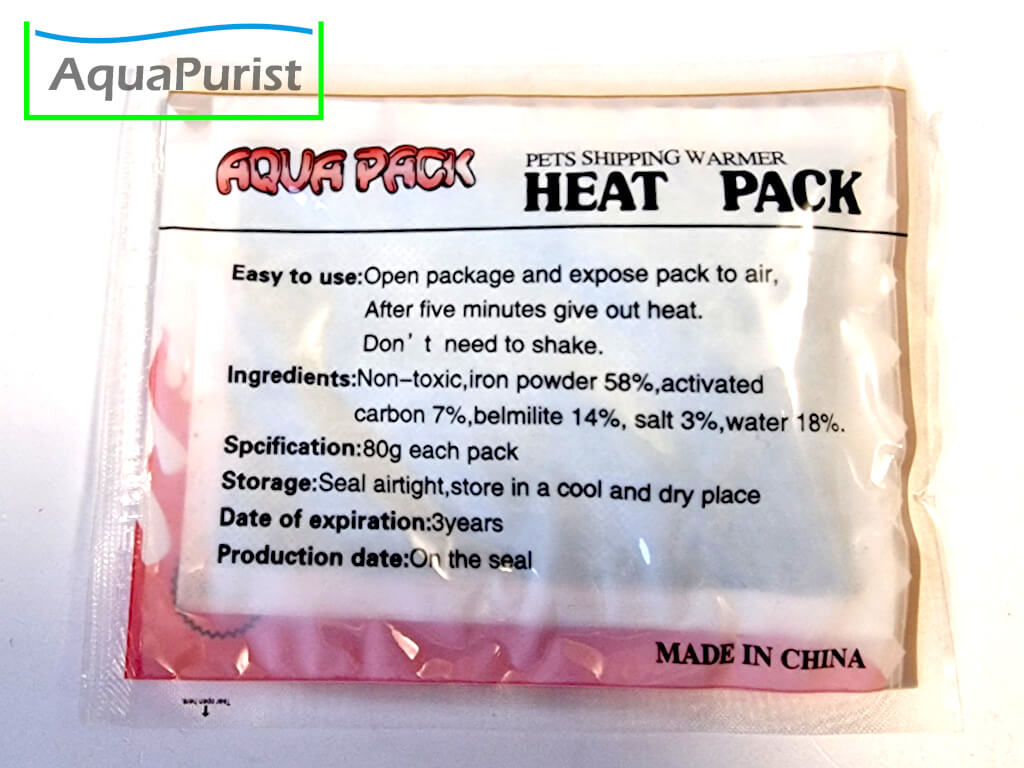 AquaPurist
AQUA PACK
PETS SHIPPING WARMER
HEAT PACK
Easy to use:Open package and expose pack to air,
After five minutes give out heat.
Don't need to shake.
Ingredients:Non-toxic,iron powder 58%,activated
carbon 7%,belmilite 14%, salt 3%,water 18%.
Spcification:80g each pack
Storage:Seal airtight,store in a cool and dry place
Date of expiration:3years
Production date:On the seal
MADE IN CHINA
Tear open here.